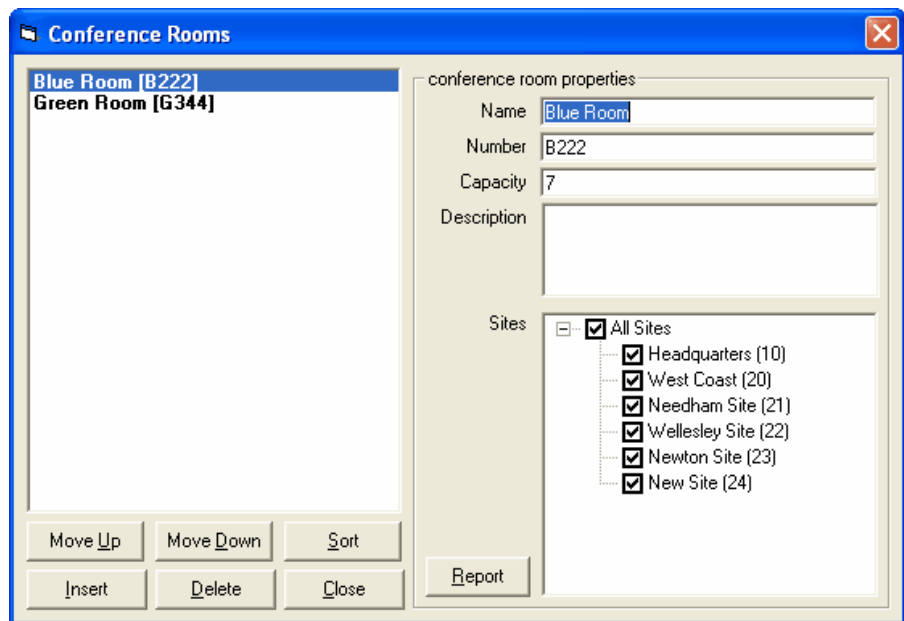 Conference Rooms
Blue Room [B222]
Green Room [G344]
Move Up
Move Down
Sort
Insert
Delete
Close
conference room properties
Name
Blue Room
Number
B222
Capacity
7
Description
Sites
All Sites
Headquarters (10)
West Coast (20)
Needham Site (21)
Wellesley Site (22)
Newton Site (23)
New Site (24)
Report